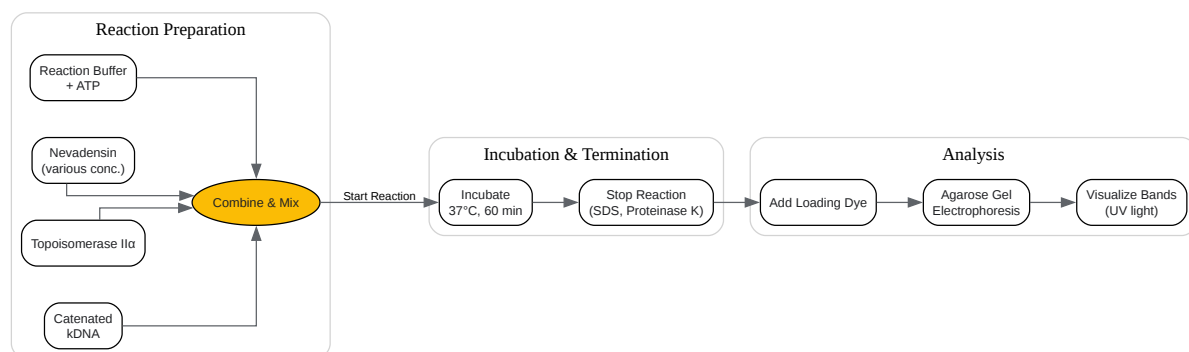 Reaction Preparation
Reaction Buffer
+ ATP
Nevadensin
(various conc.)
Topoisomerase IIα
Catenated
kDNA
Combine & Mix
Start Reaction
Incubation & Termination
Incubate
37°C, 60 min
Stop Reaction
(SDS, Proteinase K)
Analysis
Add Loading Dye
Agarose Gel
Electrophoresis
Visualize Bands
(UV light)